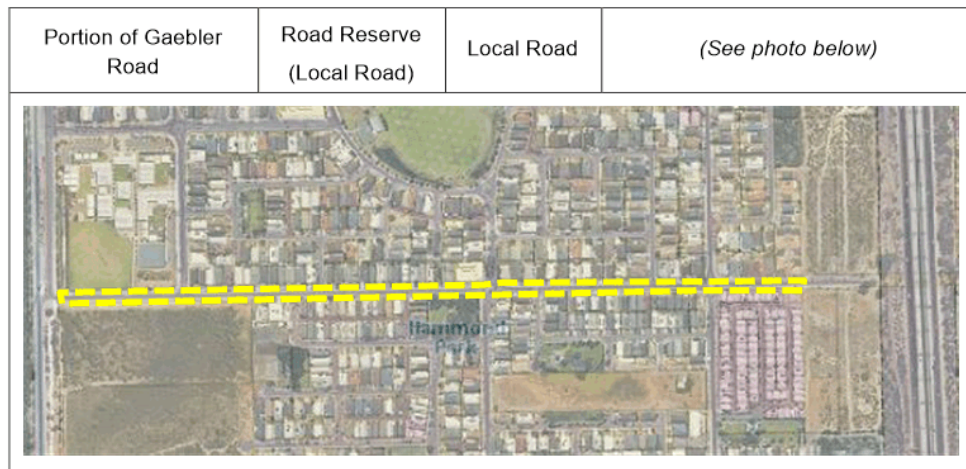 Portion of Gaebler
Road
Road Reserve
(Local Road)
Local Road
(See photo below)
Hammond
Park